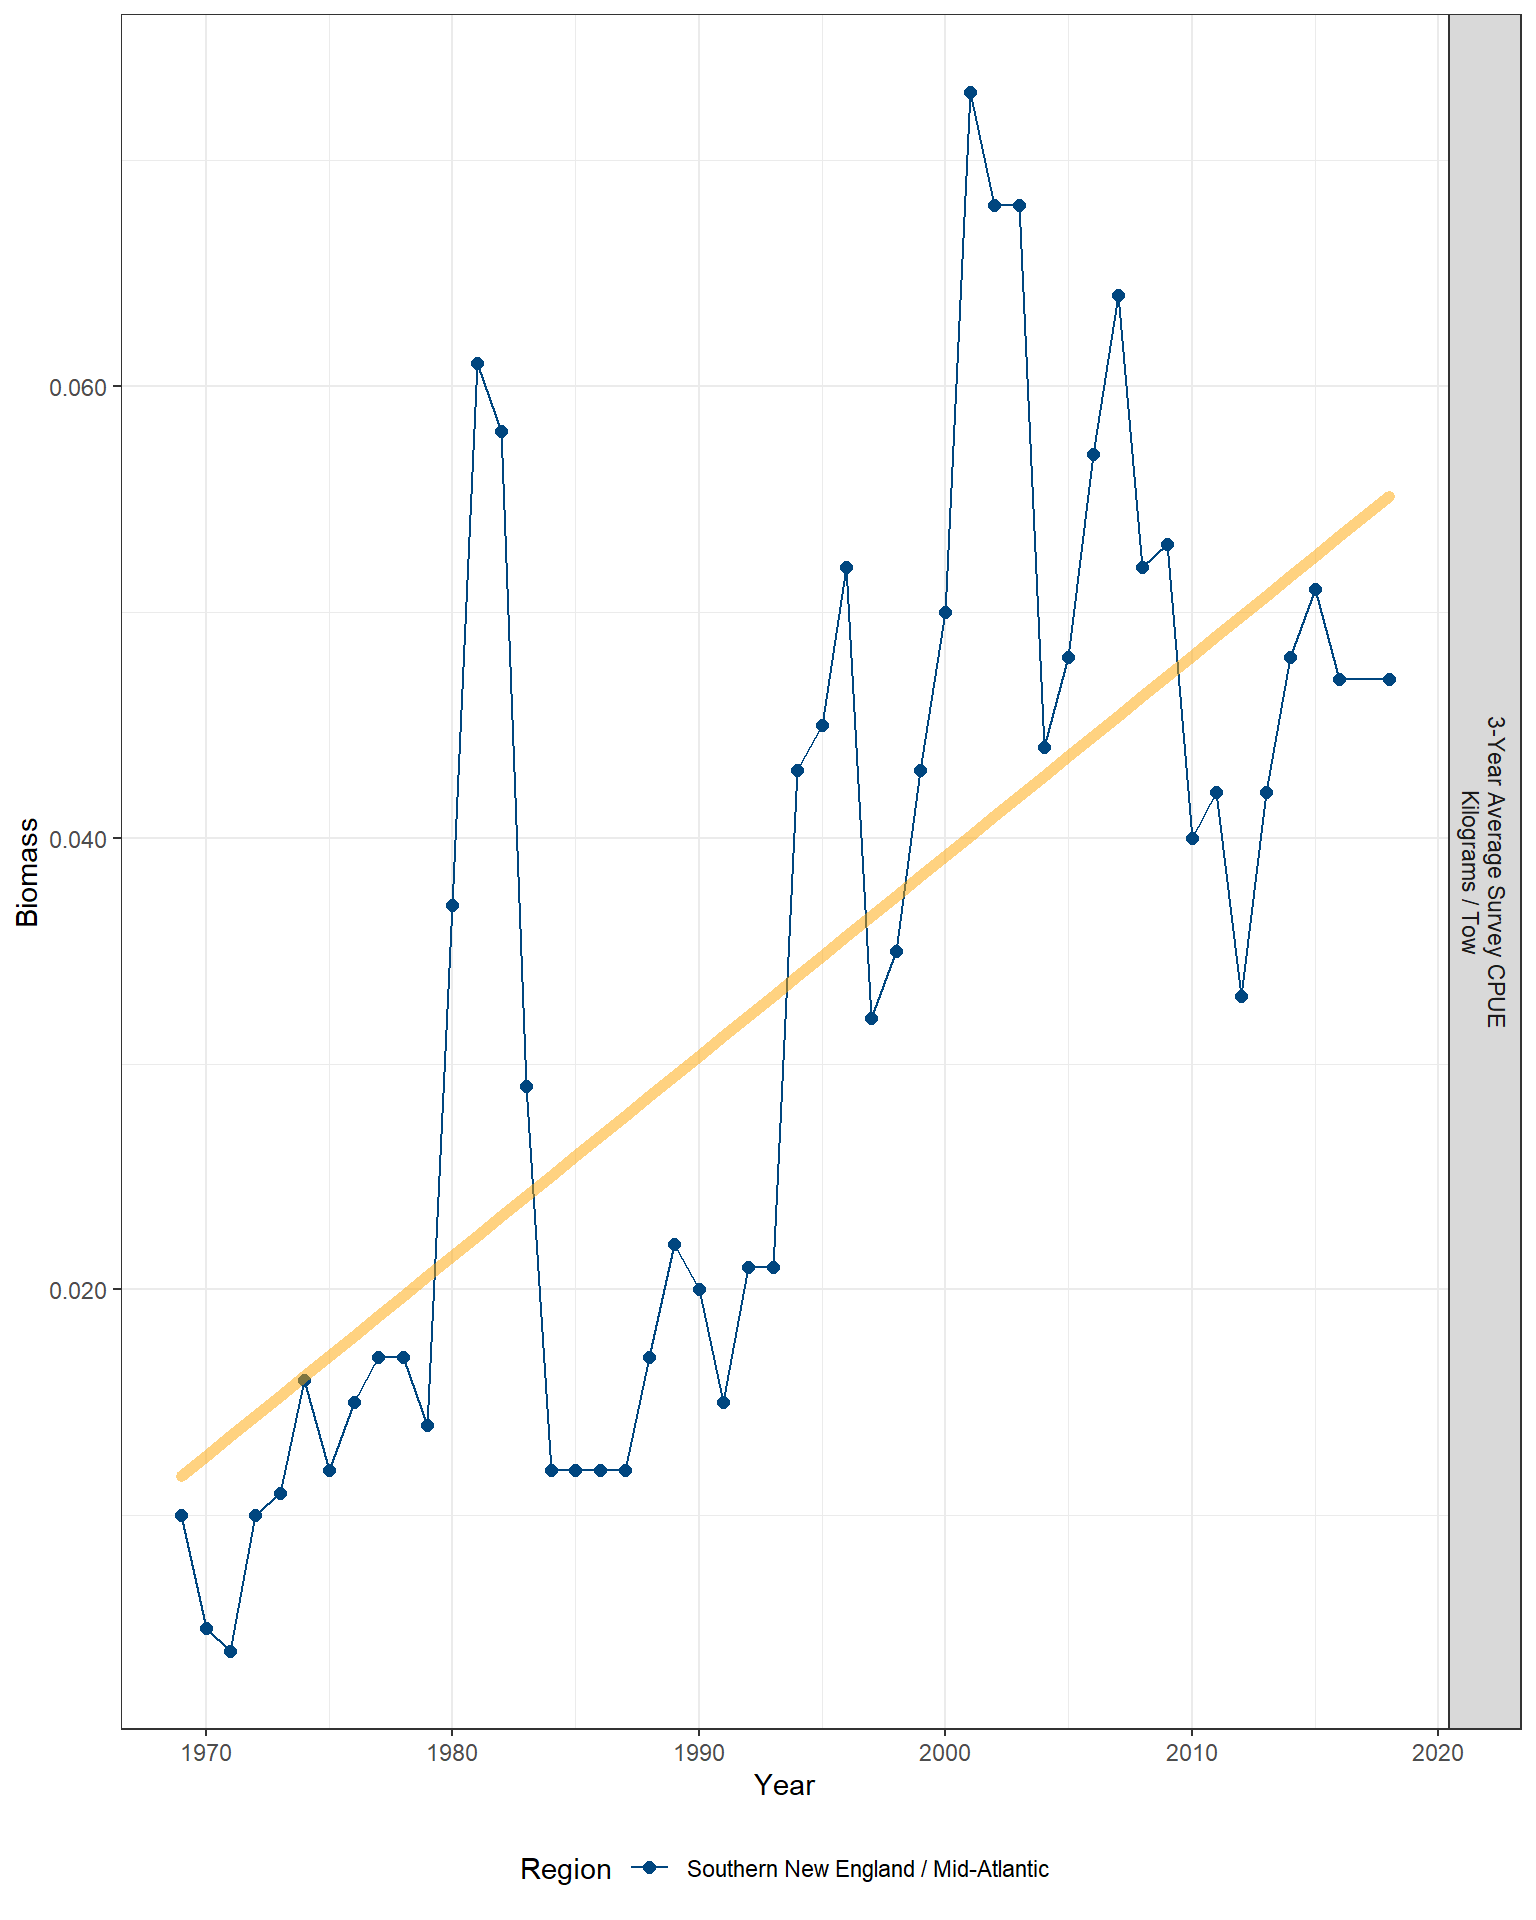 0.060
0.040
0.020
Biomass
1970 1980 1990 2000 2010 2020
Year
3-Year Average Survey CPUE
Kilograms / Tow
Region Southern New England / Mid-Atlantic